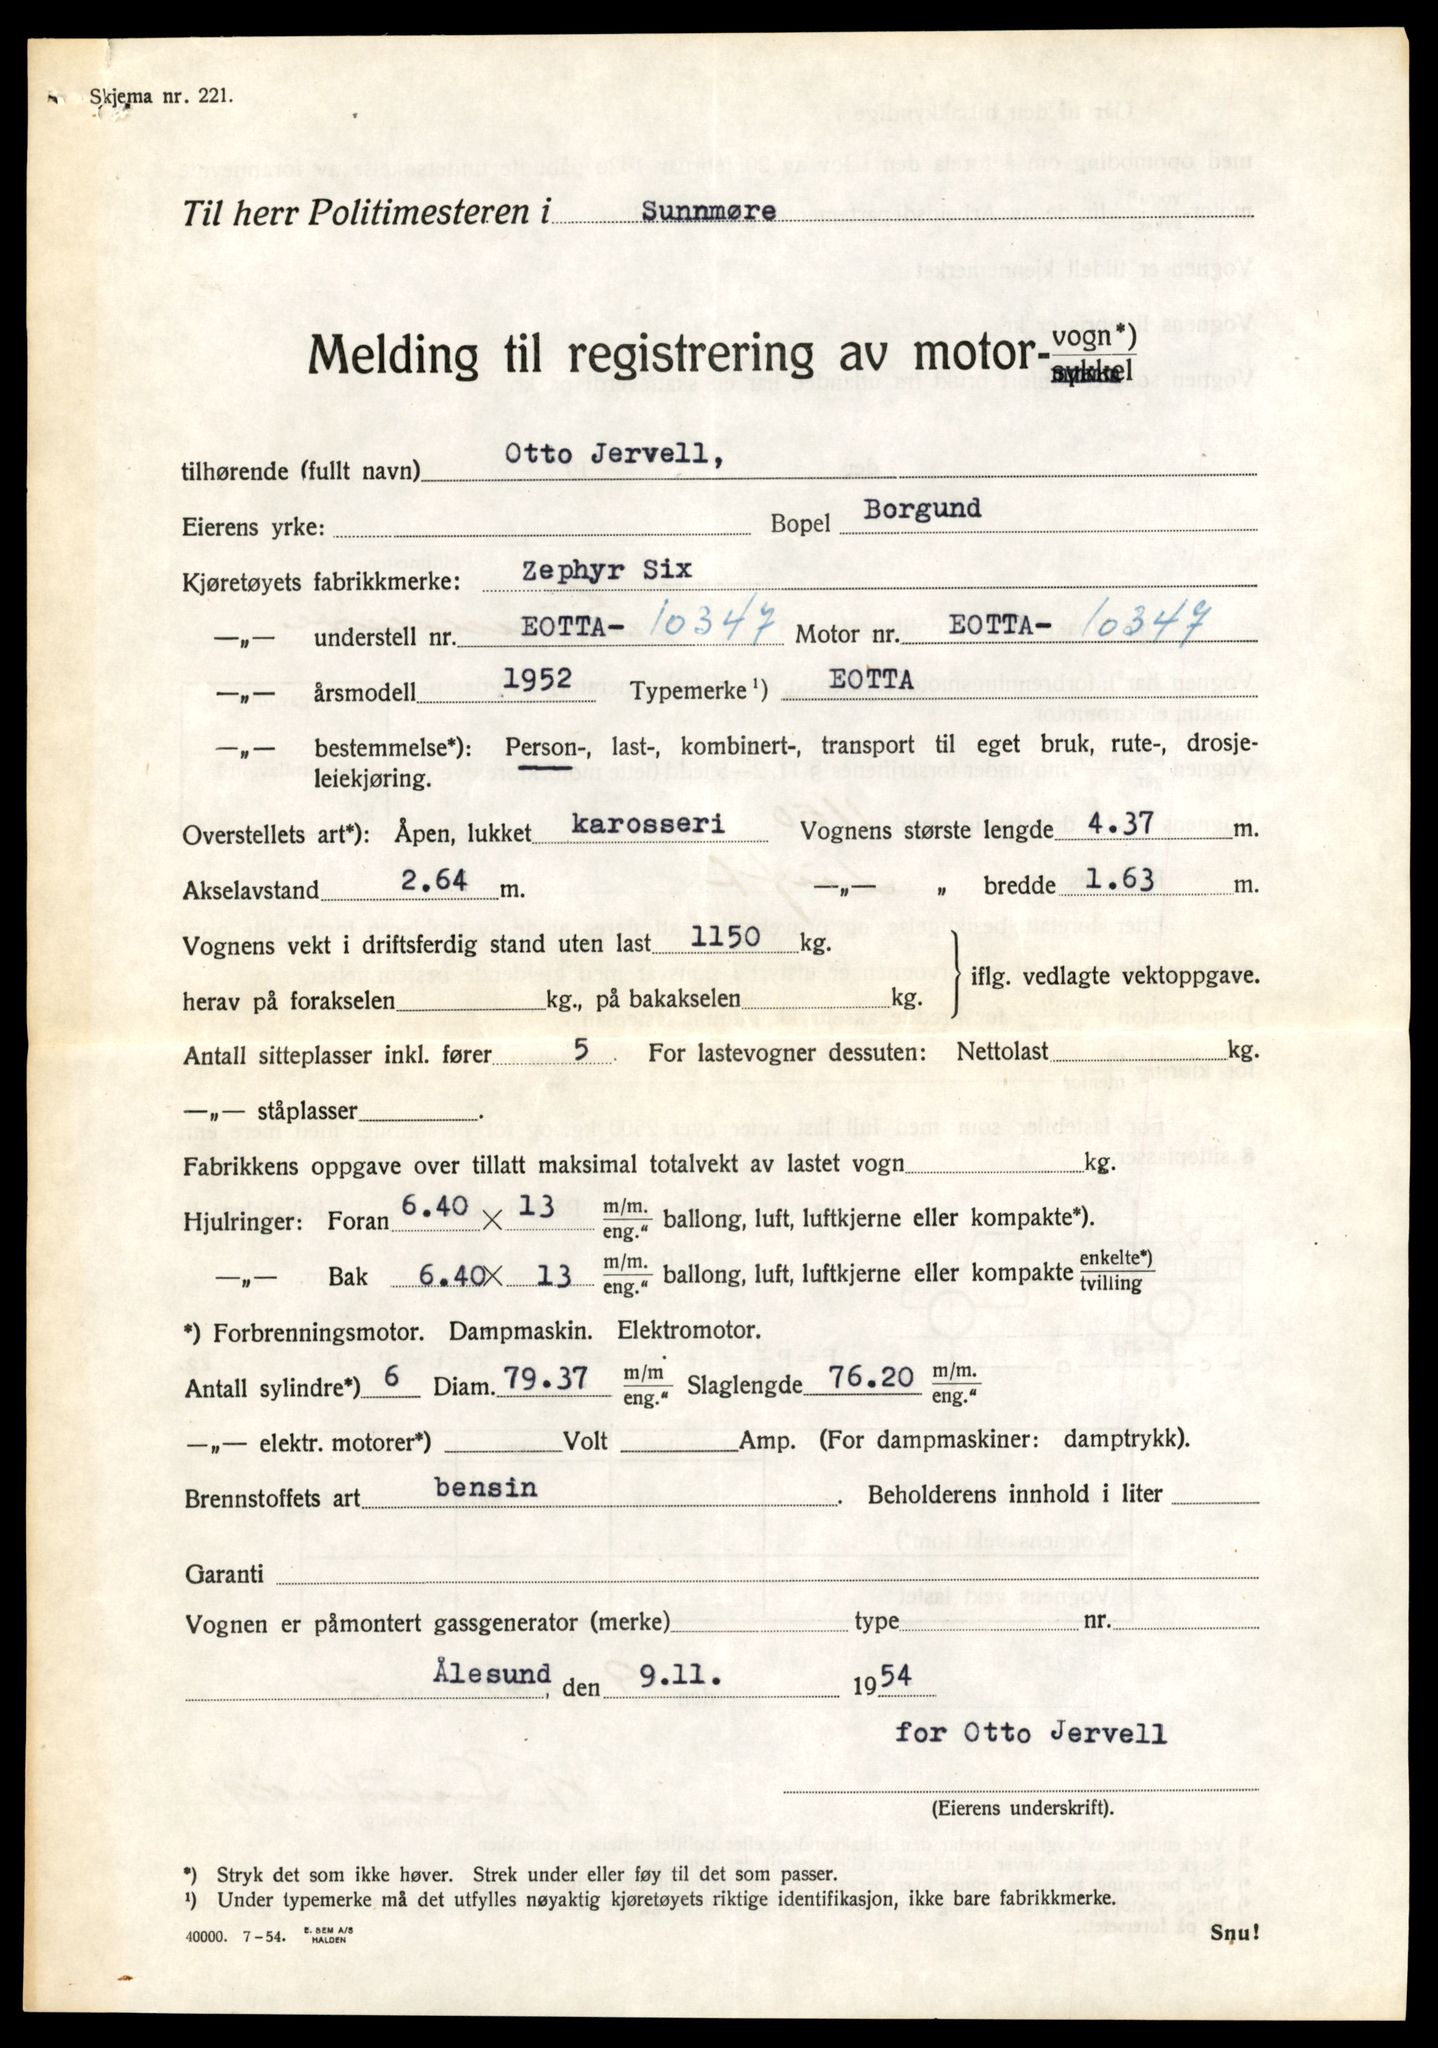 Skjema nr. 221.
Til herr Politimesteren i Sunnmøre
Melding til registrering av motor-vogn*)
sykkel
tilhørende (fullt navn) Otto Jervell,
Eierens yrke: Bopel Borgund
Kjøretøyets fabrikkmerke: Zephyr Six
—„— understell nr. EOTTA- 10347 Motor nr. EOTTA- 10347
—„— årsmodell 1952 Typemerke ¹) EOTTA
—„— bestemmelse*): Person-, last-, kombinert-, transport til eget bruk, rute-, drosje-
leiekjøring.
Overstellets art*): Åpen, lukket karosseri Vognens største lengde 4.37 m.
Akselavstand 2.64 m. —„— „ bredde 1.63 m.
Vognens vekt i driftsferdig stand uten last 1150 kg.
herav på forakselen kg., på bakakselen kg. } iflg. vedlagte vektoppgave.
Antall sitteplasser inkl. fører 5 . For lastevogner dessuten: Nettolast kg.
—„— ståplasser .
Fabrikkens oppgave over tillatt maksimal totalvekt av lastet vogn kg.
Hjulringer: Foran 6.40 × 13 m/m. eng.“ ballong, luft, luftkjerne eller kompakte*).
—„— Bak 6.40 × 13 m/m. eng.“ ballong, luft, luftkjerne eller kompakte enkelte*) tvilling
*) Forbrenningsmotor. Dampmaskin. Elektromotor.
Antall sylindre*) 6 Diam. 79.37 m/m eng.“ Slaglengde 76.20 m/m. eng.“
—„— elektr. motorer*) Volt Amp. (For dampmaskiner: damptrykk).
Brennstoffets art bensin . Beholderens innhold i liter
Garanti
Vognen er påmontert gassgenerator (merke) type nr.
Ålesund, den 9.11. 1954
for Otto Jervell
(Eierens underskrift).
*) Stryk det som ikke høver. Strek under eller føy til det som passer.
¹) Under typemerke må det utfylles nøyaktig kjøretøyets riktige identifikasjon, ikke bare fabrikkmerke.
40000. 7-54. E. SEM A/S HALDEN Snu!